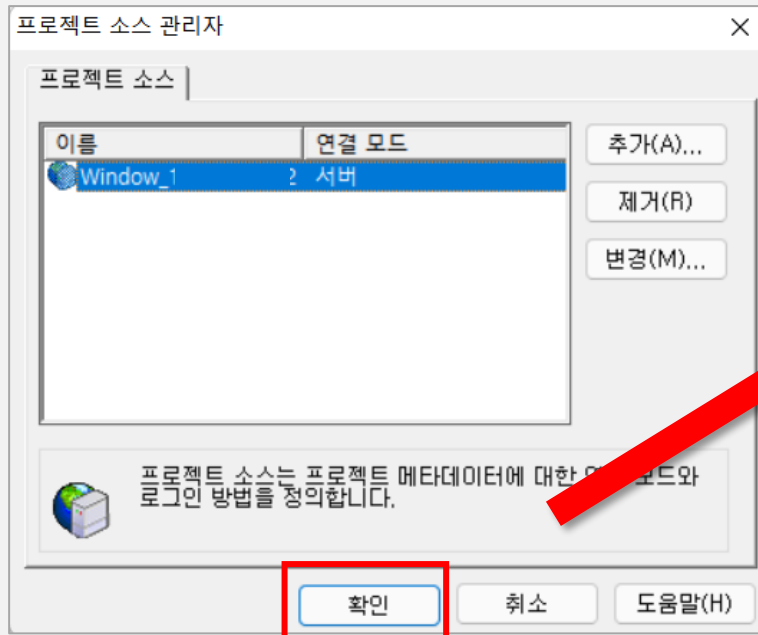 프로젝트 소스 관리자
프로젝트 소스
이름 연결 모드
Window_1 2 서버
추가(A)...
제거(R)
변경(M)...
프로젝트 소스는 프로젝트 메타데이터에 대한 모드와
로그인 방법을 정의합니다.
확인 취소 도움말(H)